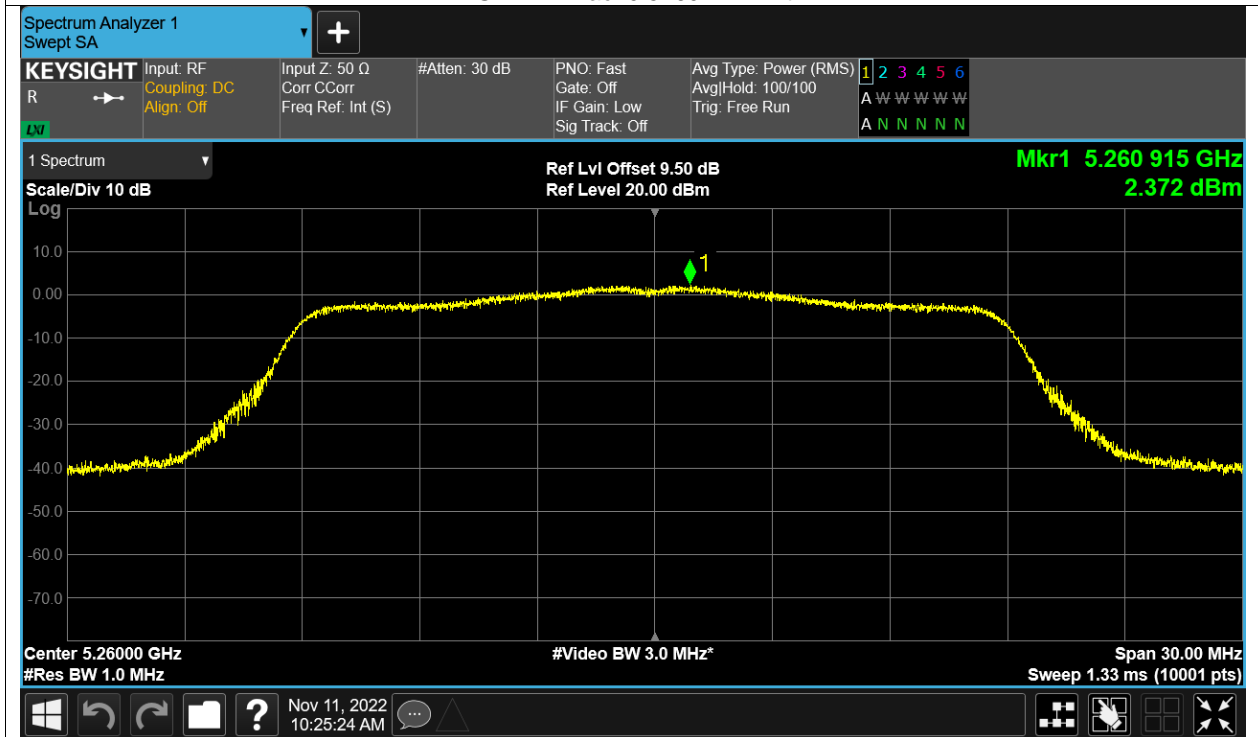 Spectrum Analyzer 1
Swept SA
KEYSIGHT
R
LXI
Input: RF
Coupling: DC
Align: Off
Input Z: 50 Ω
Corr CCorr
Freq Ref: Int (S)
#Atten: 30 dB
PNO: Fast
Gate: Off
IF Gain: Low
Sig Track: Off
Avg Type: Power (RMS)
Avg|Hold: 100/100
Trig: Free Run
1 2 3 4 5 6
A W W W W W
A N N N N N
1 Spectrum
Scale/Div 10 dB
Log
Ref Lvl Offset 9.50 dB
Ref Level 20.00 dBm
Mkr1 5.260 915 GHz
2.372 dBm
1
10.0
0.00
-10.0
-20.0
-30.0
-40.0
-50.0
-60.0
-70.0
Center 5.26000 GHz
#Res BW 1.0 MHz
#Video BW 3.0 MHz*
Span 30.00 MHz
Sweep 1.33 ms (10001 pts)
?
Nov 11, 2022
10:25:24 AM